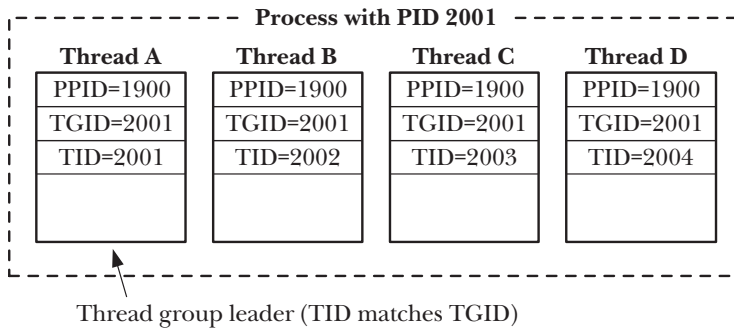 Process with PID 2001
Thread A Thread B Thread C Thread D
PPID=1900 PPID=1900 PPID=1900 PPID=1900
TGID=2001 TGID=2001 TGID=2001 TGID=2001
TID=2001 TID=2002 TID=2003 TID=2004
Thread group leader (TID matches TGID)